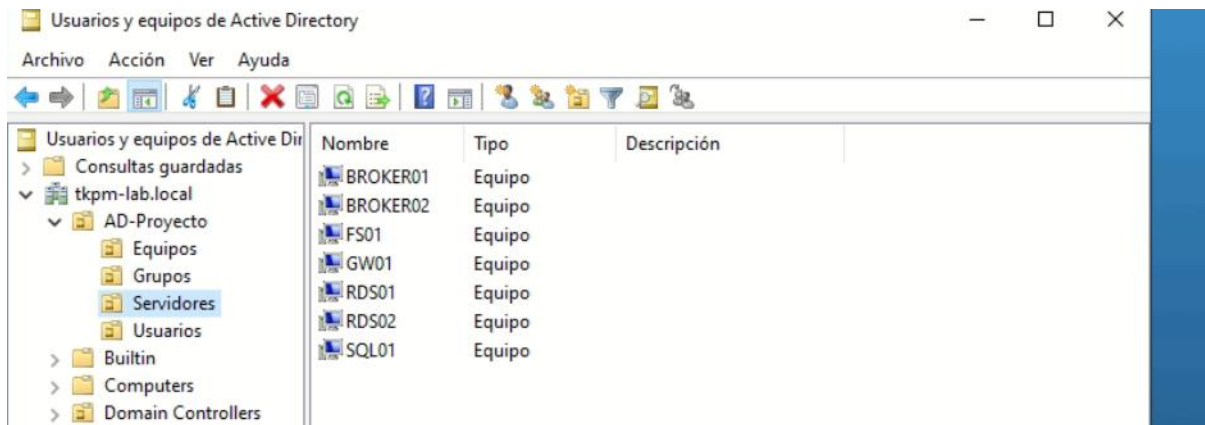 Usuarios y equipos de Active Directory
Archivo Acción Ver Ayuda
Usuarios y equipos de Active Dir
Consultas guardadas
tkpm-lab.local
AD-Proyecto
Equipos
Grupos
Servidores
Usuarios
Builtin
Computers
Domain Controllers
Nombre Tipo Descripción
BROKER01 Equipo
BROKER02 Equipo
FS01 Equipo
GW01 Equipo
RDS01 Equipo
RDS02 Equipo
SQL01 Equipo